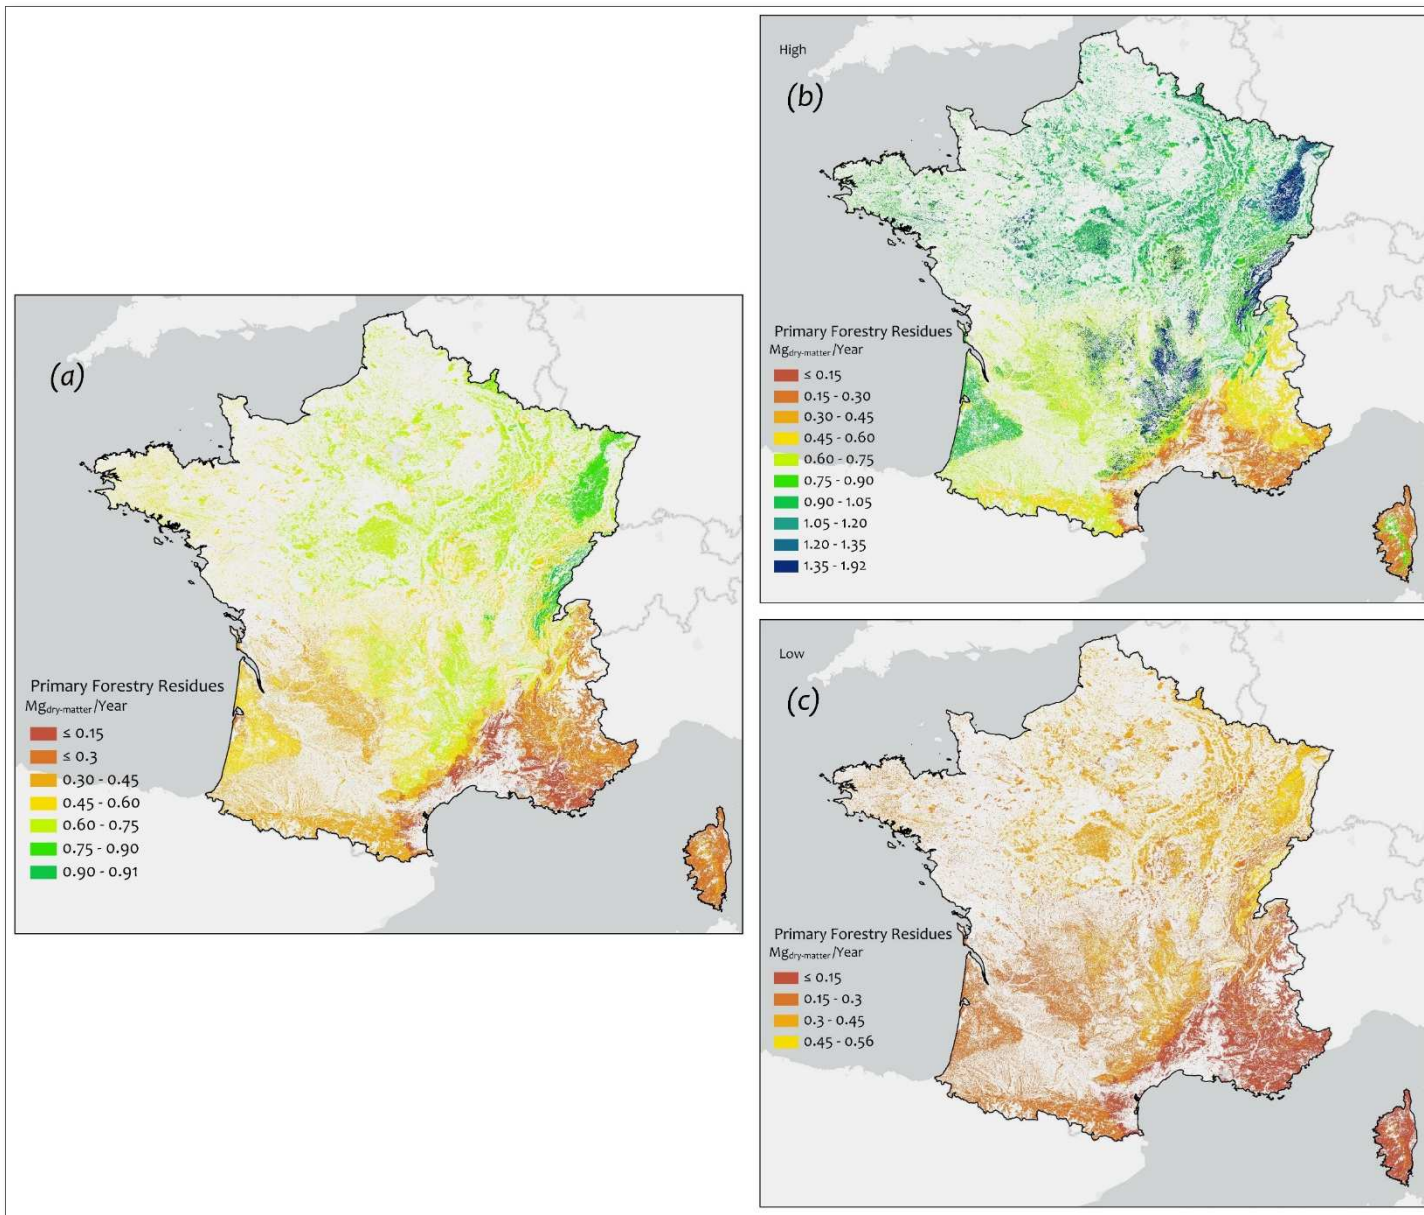 (a)
Primary Forestry Residues
Mgdry-matter/Year
≤ 0.15
≤ 0.3
0.30 - 0.45
0.45 - 0.60
0.60 - 0.75
0.75 - 0.90
0.90 - 0.91
High
(b)
Primary Forestry Residues
Mgdry-matter/Year
≤ 0.15
0.15 - 0.30
0.30 - 0.45
0.45 - 0.60
0.60 - 0.75
0.75 - 0.90
0.90 - 1.05
1.05 - 1.20
1.20 - 1.35
1.35 - 1.92
Low
(c)
Primary Forestry Residues
Mgdry-matter/Year
≤ 0.15
0.15 - 0.3
0.3 - 0.45
0.45 - 0.56